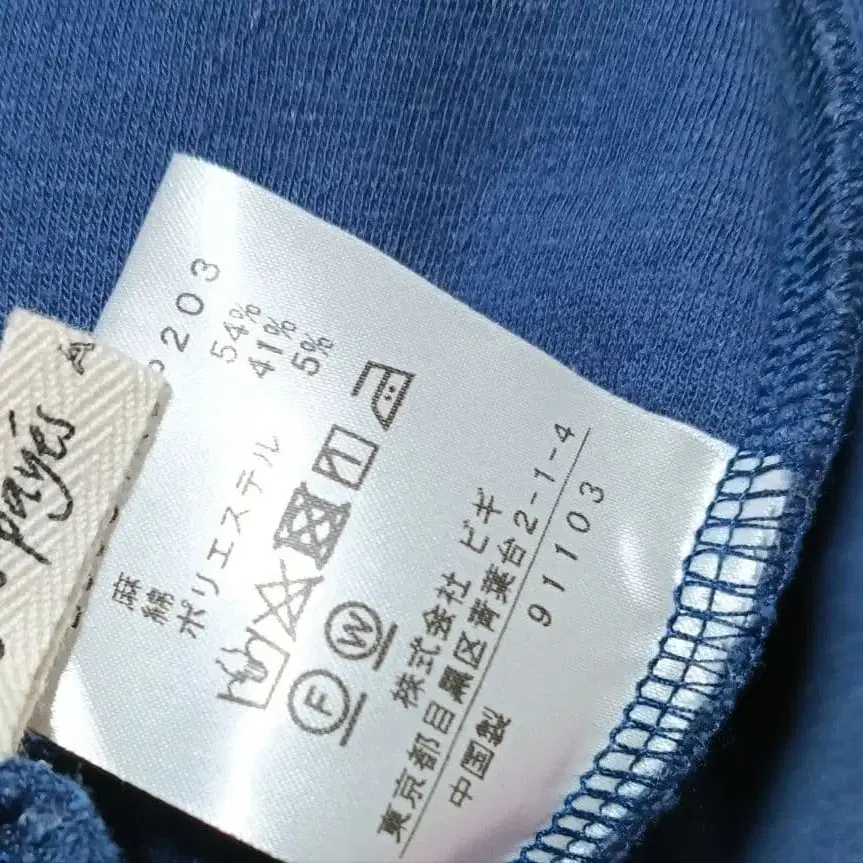 payés
203
麻 54%
綿 41%
ポリエステル 5%
F
W
株式会社 ビギ
東京都目黒区青葉台2-1-4
中国製
91103